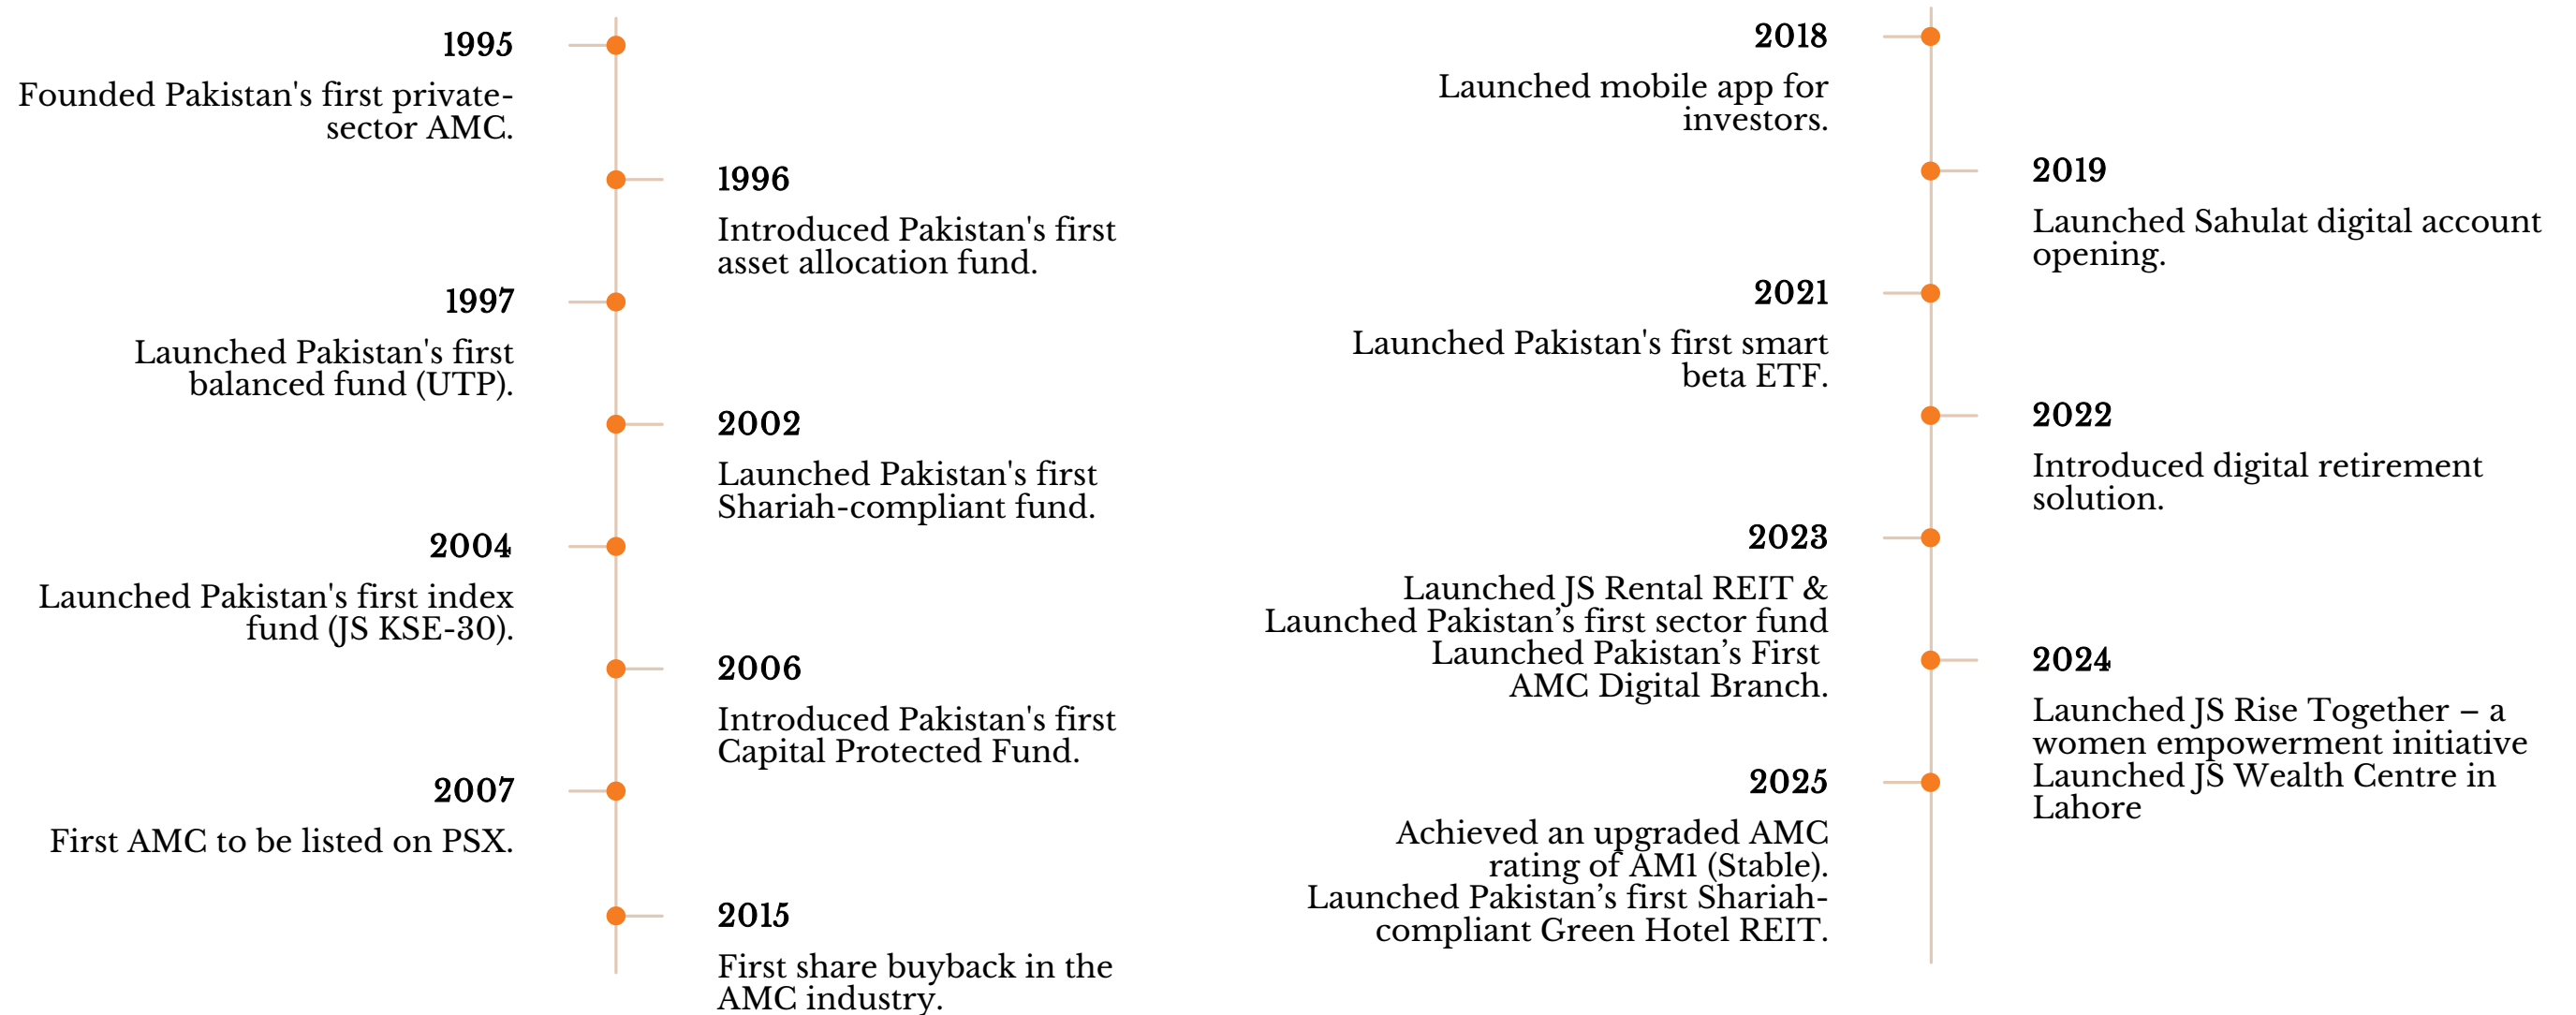 1995
Founded Pakistan's first private-
sector AMC.
1996
Introduced Pakistan's first
asset allocation fund.
1997
Launched Pakistan's first
balanced fund (UTP).
2002
Launched Pakistan's first
Shariah-compliant fund.
2004
Launched Pakistan's first index
fund (JS KSE-30).
2006
Introduced Pakistan's first
Capital Protected Fund.
2007
First AMC to be listed on PSX.
2015
First share buyback in the
AMC industry.
2018
Launched mobile app for
investors.
2019
Launched Sahulat digital account
opening.
2021
Launched Pakistan's first smart
beta ETF.
2022
Introduced digital retirement
solution.
2023
Launched JS Rental REIT &
Launched Pakistan’s first sector fund
Launched Pakistan’s First
AMC Digital Branch.
2024
Launched JS Rise Together – a
women empowerment initiative
Launched JS Wealth Centre in
Lahore
2025
Achieved an upgraded AMC
rating of AM1 (Stable).
Launched Pakistan’s first Shariah-
compliant Green Hotel REIT.